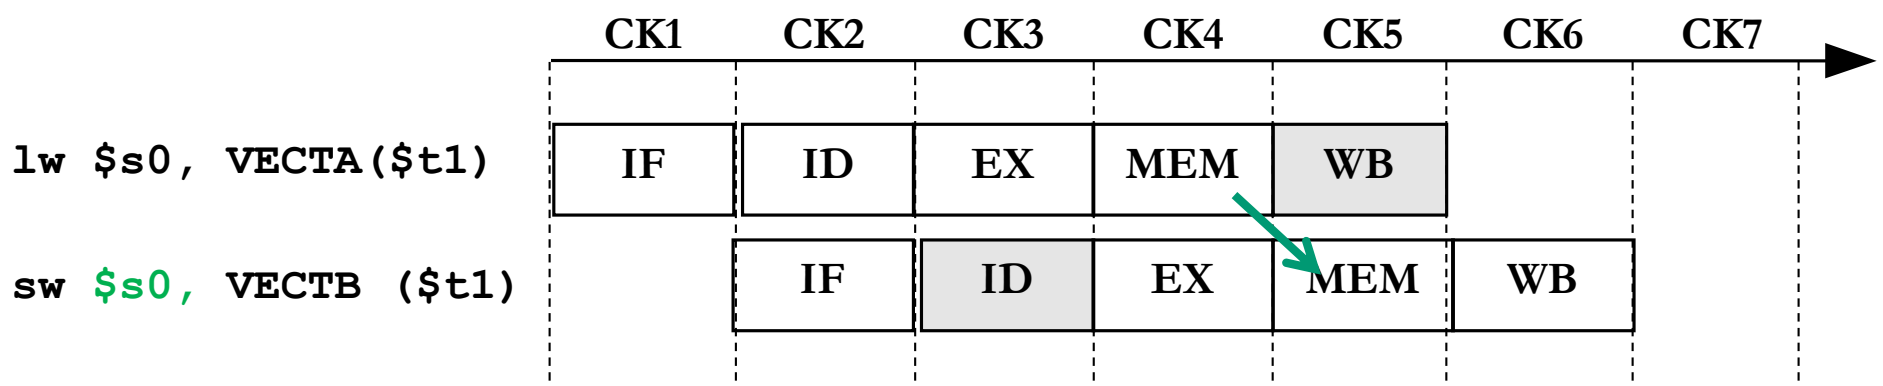 CK1 CK2 CK3 CK4 CK5 CK6 CK7
lw $s0, VECTA($t1) IF ID EX MEM WB
sw $s0, VECTB ($t1) IF ID EX MEM WB